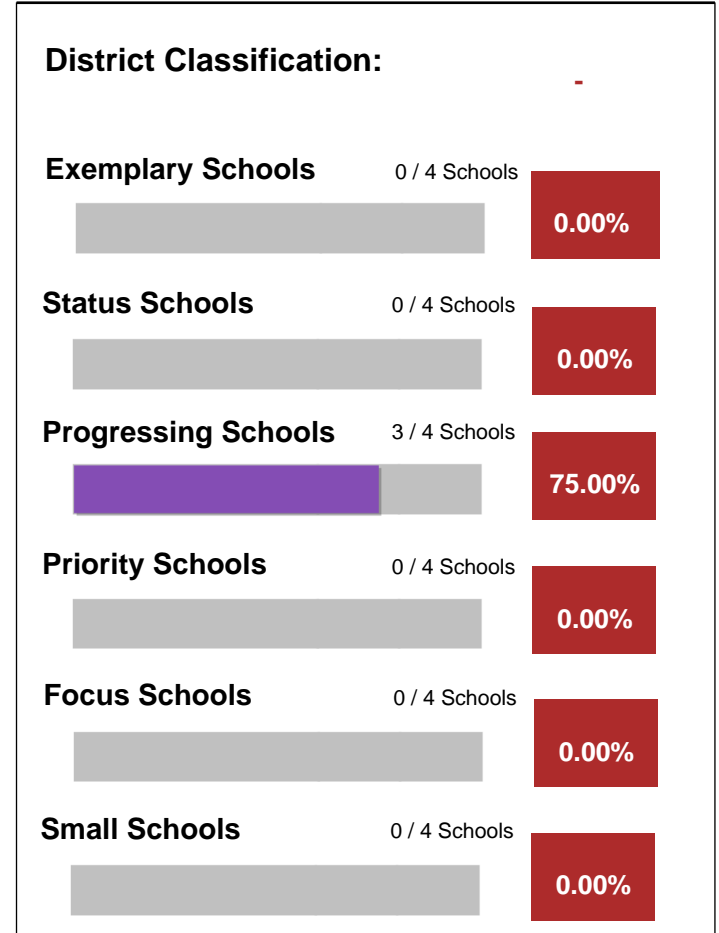 District Classification:
-
Exemplary Schools 0 / 4 Schools
0.00%
Status Schools 0 / 4 Schools
0.00%
Progressing Schools 3 / 4 Schools
75.00%
Priority Schools 0 / 4 Schools
0.00%
Focus Schools 0 / 4 Schools
0.00%
Small Schools 0 / 4 Schools
0.00%